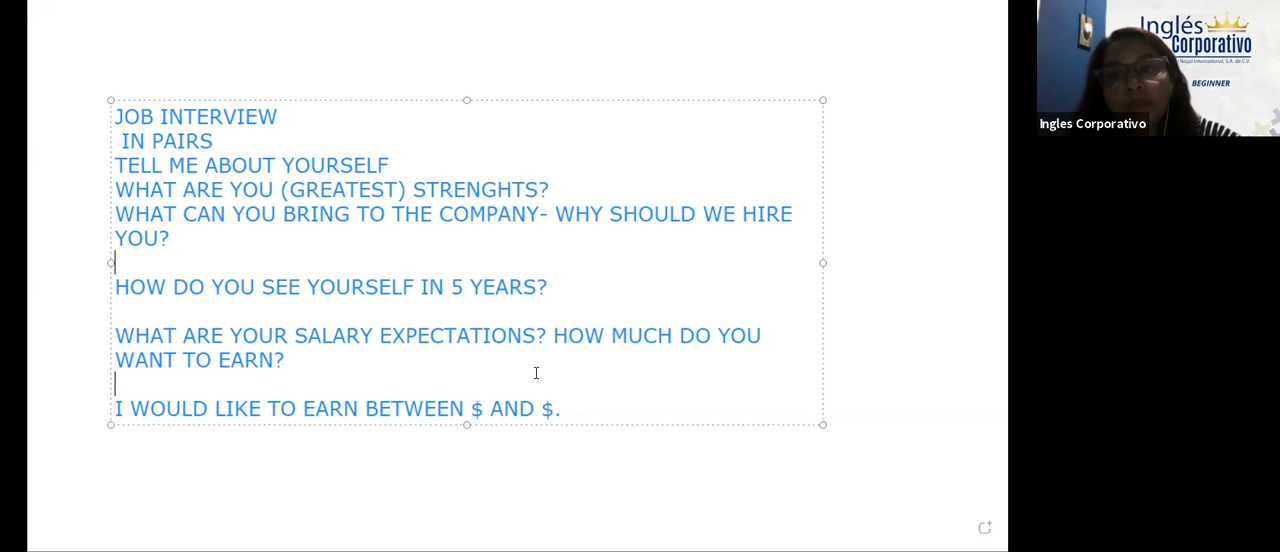 JOB INTERVIEW
IN PAIRS
TELL ME ABOUT YOURSELF
WHAT ARE YOU (GREATEST) STRENGHTS?
WHAT CAN YOU BRING TO THE COMPANY- WHY SHOULD WE HIRE
YOU?
HOW DO YOU SEE YOURSELF IN 5 YEARS?
WHAT ARE YOUR SALARY EXPECTATIONS? HOW MUCH DO YOU
WANT TO EARN?
I WOULD LIKE TO EARN BETWEEN $ AND $.
Inglés
Corporativo
International, S.A. de C.V.
BEGINNER
Ingles Corporativo